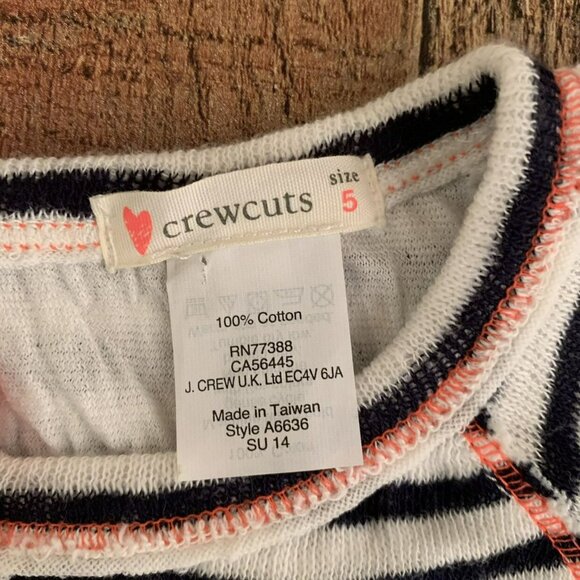 crewcuts
size
5
100% Cotton
RN77388
CA56445
J. CREW U.K. Ltd EC4V 6JA
Made in Taiwan
Style A6636
SU 14